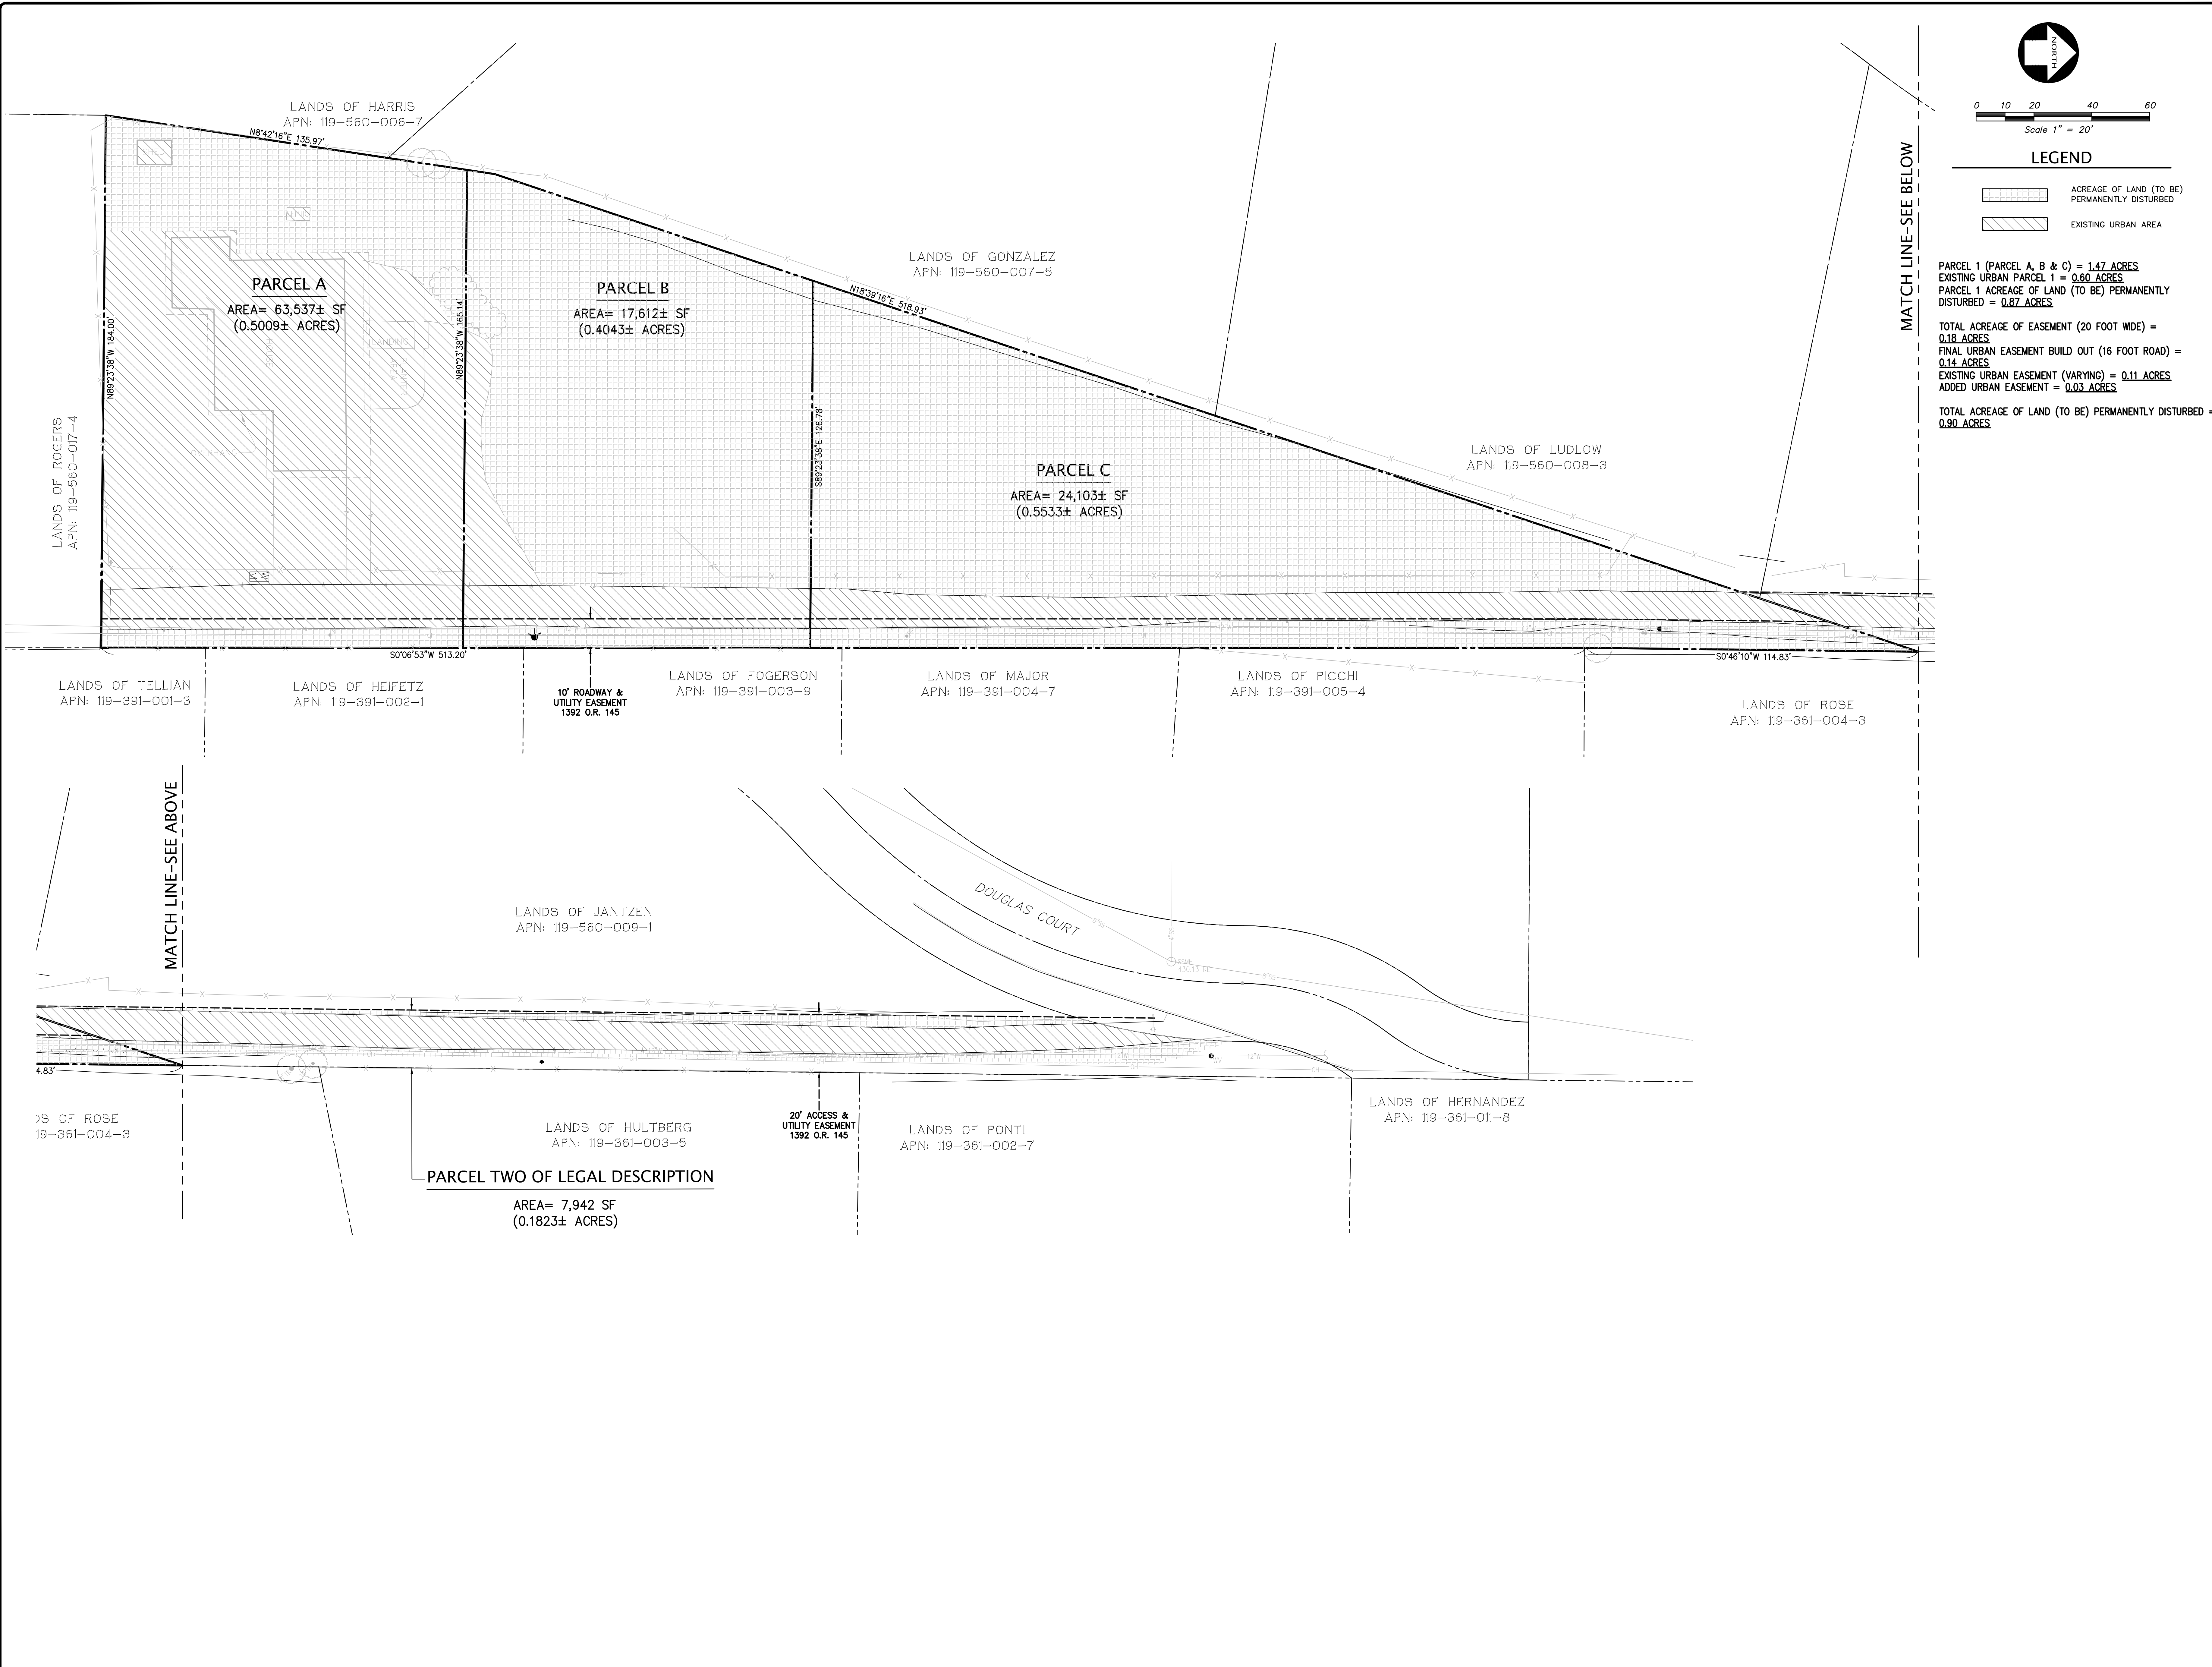 NORTH
0 10 20 40 60
Scale 1" = 20'
LEGEND
ACREAGE OF LAND (TO BE)
PERMANENTLY DISTURBED
EXISTING URBAN AREA
PARCEL 1 (PARCEL A, B & C) = 1.47 ACRES
EXISTING URBAN PARCEL 1 = 0.60 ACRES
PARCEL 1 ACREAGE OF LAND (TO BE) PERMANENTLY
DISTURBED = 0.87 ACRES
TOTAL ACREAGE OF EASEMENT (20 FOOT WIDE) =
0.18 ACRES
FINAL URBAN EASEMENT BUILD OUT (16 FOOT ROAD) =
0.14 ACRES
EXISTING URBAN EASEMENT (VARYING) = 0.11 ACRES
ADDED URBAN EASEMENT = 0.03 ACRES
TOTAL ACREAGE OF LAND (TO BE) PERMANENTLY DISTURBED =
0.90 ACRES
MATCH LINE-SEE BELOW
LANDS OF HARRIS
APN: 119-560-006-7
N8°42'16"E 135.97'
LANDS OF GONZALEZ
APN: 119-560-007-5
N18°39'16"E 518.93'
LANDS OF LUDLOW
APN: 119-560-008-3
LANDS OF ROGERS
APN: 119-560-017-4
N89°23'38"W 184.00'
PARCEL A
AREA= 63,537± SF
(0.5009± ACRES)
OVERHANG
LANDING
N89°23'38"W 165.14'
PARCEL B
AREA= 17,612± SF
(0.4043± ACRES)
S89°23'38"E 126.78'
PARCEL C
AREA= 24,103± SF
(0.5533± ACRES)
WM
S0°06'53"W 513.20'
S0°46'10"W 114.83'
LANDS OF TELLIAN
APN: 119-391-001-3
LANDS OF HEIFETZ
APN: 119-391-002-1
10' ROADWAY &
UTILITY EASEMENT
1392 O.R. 145
LANDS OF FOGERSON
APN: 119-391-003-9
LANDS OF MAJOR
APN: 119-391-004-7
LANDS OF PICCHI
APN: 119-391-005-4
LANDS OF ROSE
APN: 119-361-004-3
MATCH LINE-SEE ABOVE
LANDS OF JANTZEN
APN: 119-560-009-1
DOUGLAS COURT
4.83'
DS OF ROSE
19-361-004-3
LANDS OF HULTBERG
APN: 119-361-003-5
20' ACCESS &
UTILITY EASEMENT
1392 O.R. 145
LANDS OF PONTI
APN: 119-361-002-7
LANDS OF HERNANDEZ
APN: 119-361-011-8
PARCEL TWO OF LEGAL DESCRIPTION
AREA= 7,942 SF
(0.1823± ACRES)